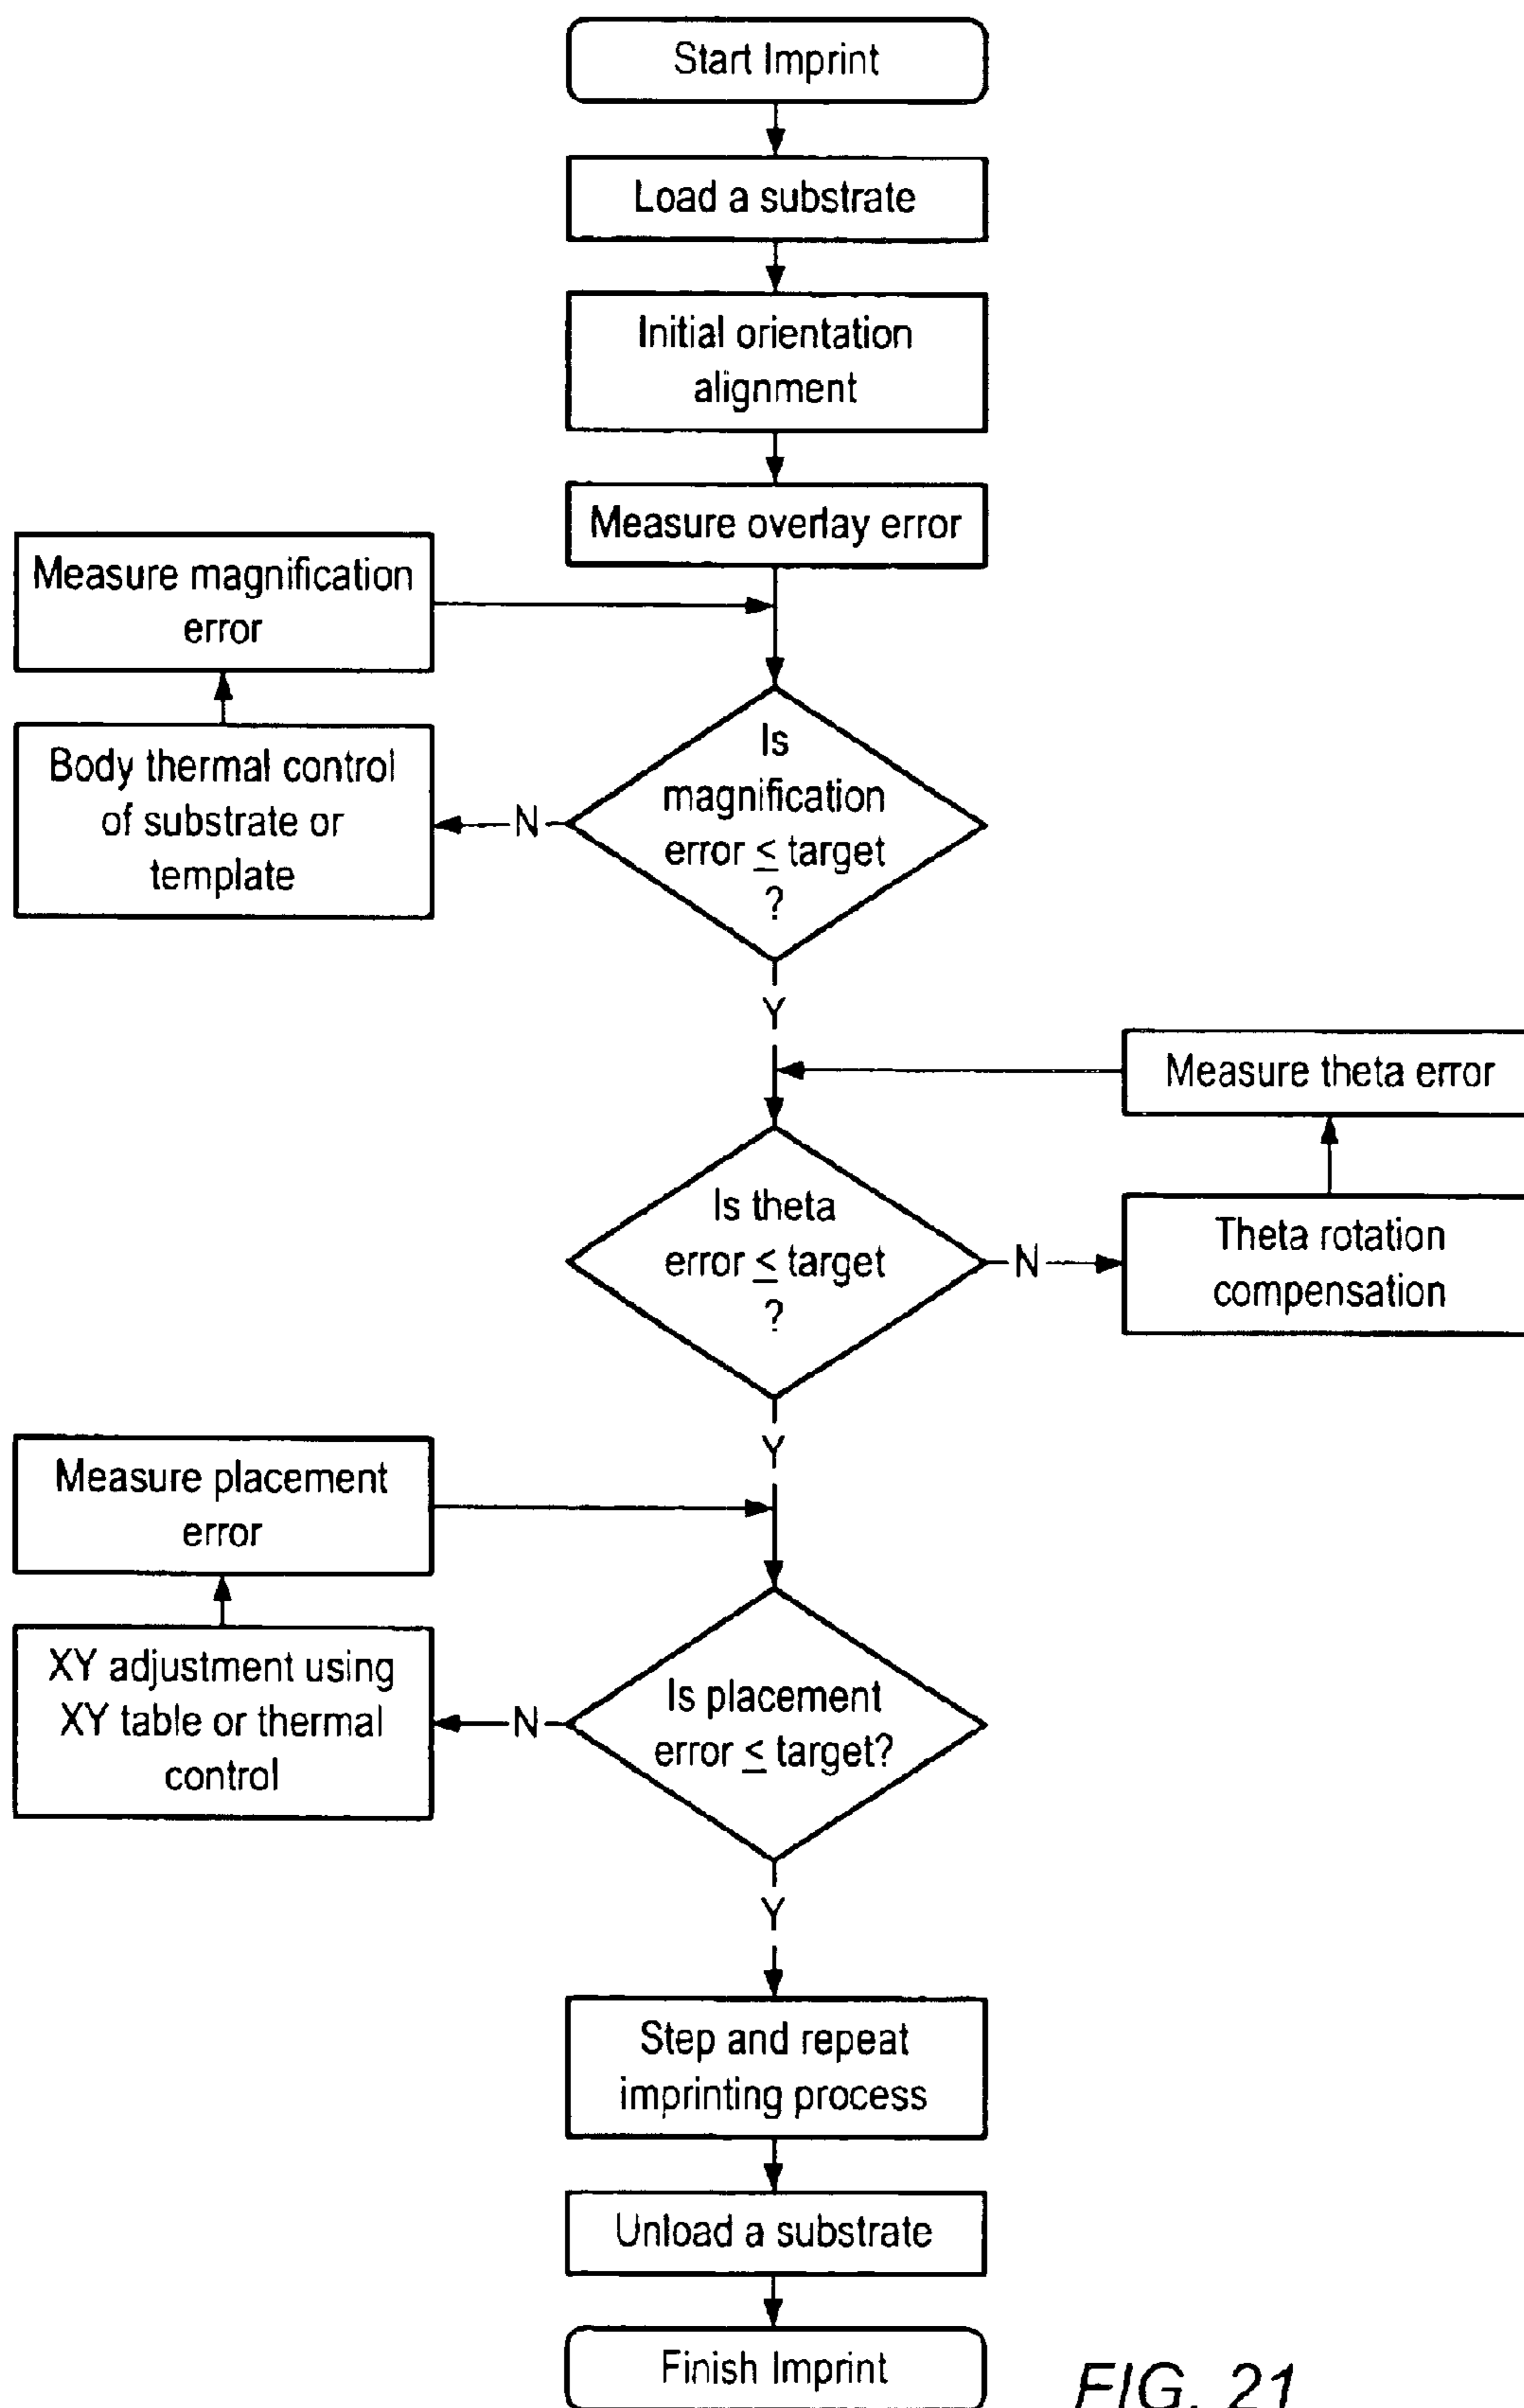 Start Imprint
Load a substrate
Initial orientation
alignment
Measure overlay error
Measure magnification
error
Body thermal control
of substrate or
template
N
Is
magnification
error ≤ target
?
Y
Measure theta error
Is theta
error ≤ target
?
N
Theta rotation
compensation
Y
Measure placement
error
XY adjustment using
XY table or thermal
control
N
Is placement
error ≤ target?
Y
Step and repeat
imprinting process
Unload a substrate
Finish Imprint
FIG. 21